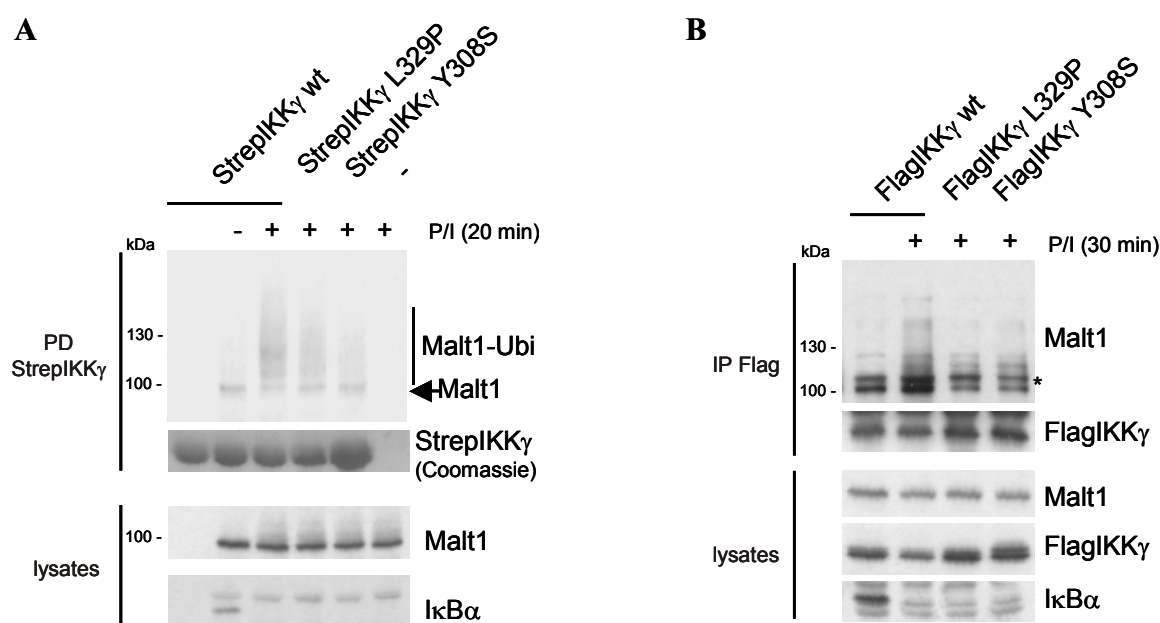 A
StrepIKKγ wt
StrepIKKγ L329P
StrepIKKγ Y308S
-
- + + + + P/I (20 min)
kDa
130 -
100 -
PD
StrepIKKγ
Malt1-Ubi
Malt1
StrepIKKγ
(Coomassie)
100 -
Malt1
lysates
IκBα
B
FlagIKKγ wt
FlagIKKγ L329P
FlagIKKγ Y308S
+ + + P/I (30 min)
kDa
130 -
100 -
IP Flag
Malt1
*
FlagIKKγ
Malt1
lysates
FlagIKKγ
IκBα